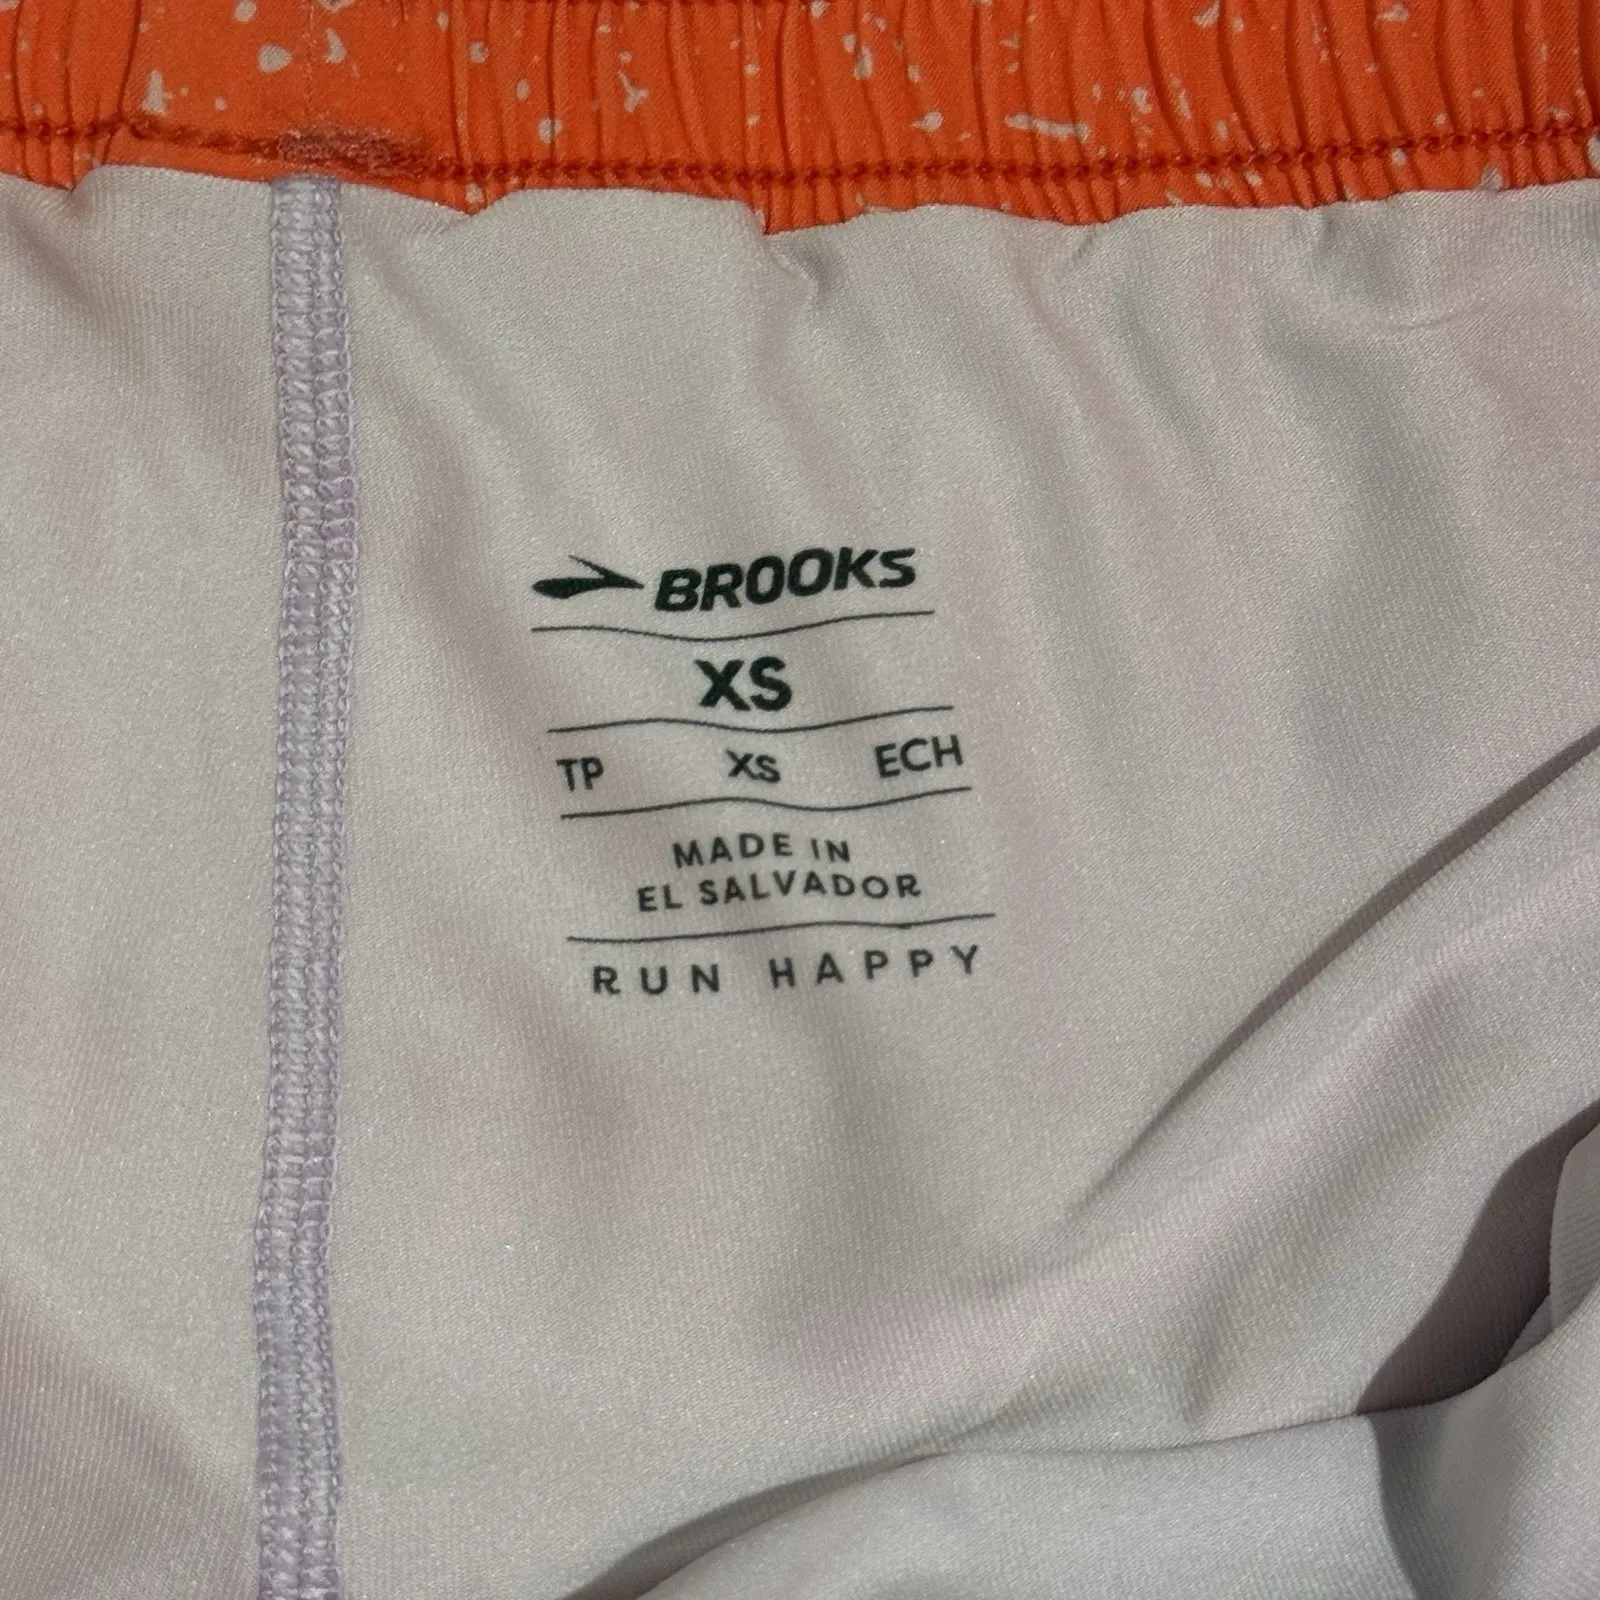 BROOKS
XS
TP XS ECH
MADE IN
EL SALVADOR
RUN HAPPY